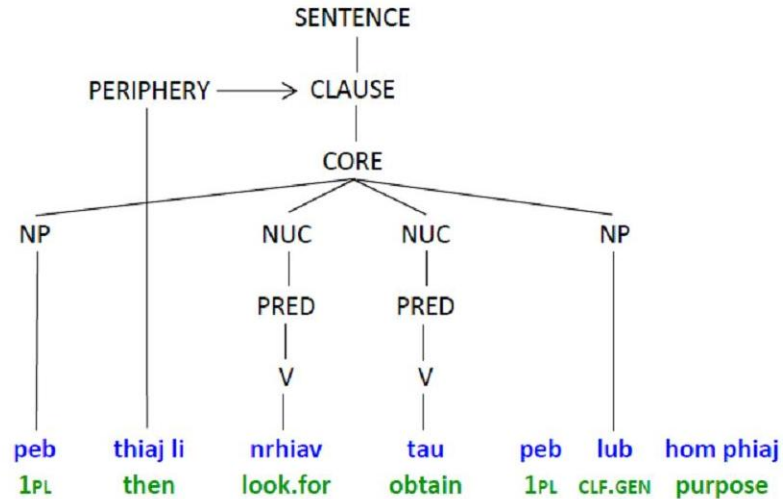 SENTENCE
PERIPHERY CLAUSE
CORE
NP NUC NUC NP
PRED PRED
V V
peb thiaj li nrhiav tau peb lub hom phiaj
1PL then look.for obtain 1PL CLF.GEN purpose